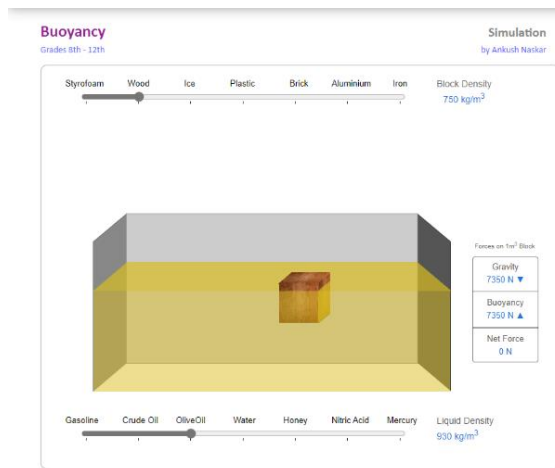 Buoyancy
Simulation
Grades 8th - 12th
by Ankush Naskar
Styrofoam Wood Ice Plastic Brick Aluminium Iron
Block Density
750 kg/m³
Forces on 1m³ Block
Gravity
7350 N ▼
Buoyancy
7350 N ▲
Net Force
0 N
Gasoline Crude Oil OliveOil Water Honey Nitric Acid Mercury
Liquid Density
930 kg/m³